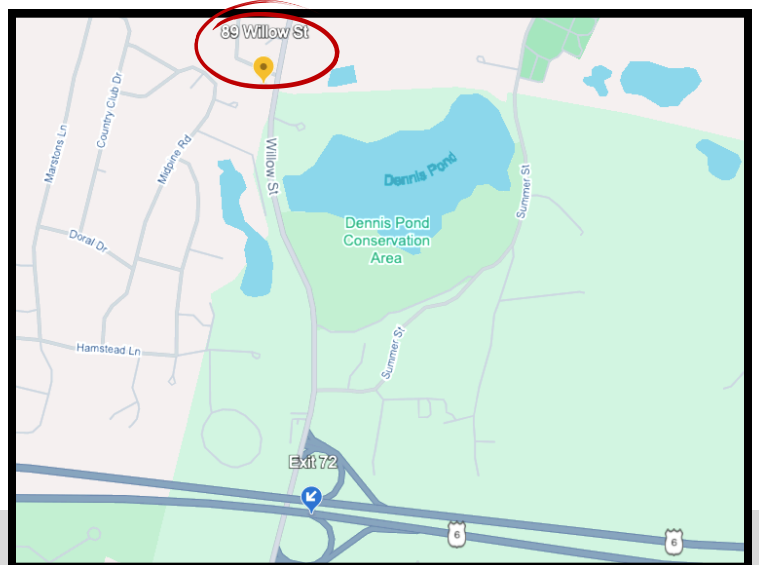 89 Willow St
Country Club Dr
Marstons Ln
Midpine Rd
Willow St
Dennis Pond
Summer St
Dennis Pond
Conservation
Area
Doral Dr
Hamstead Ln
Summer St
Exit 72
6
6